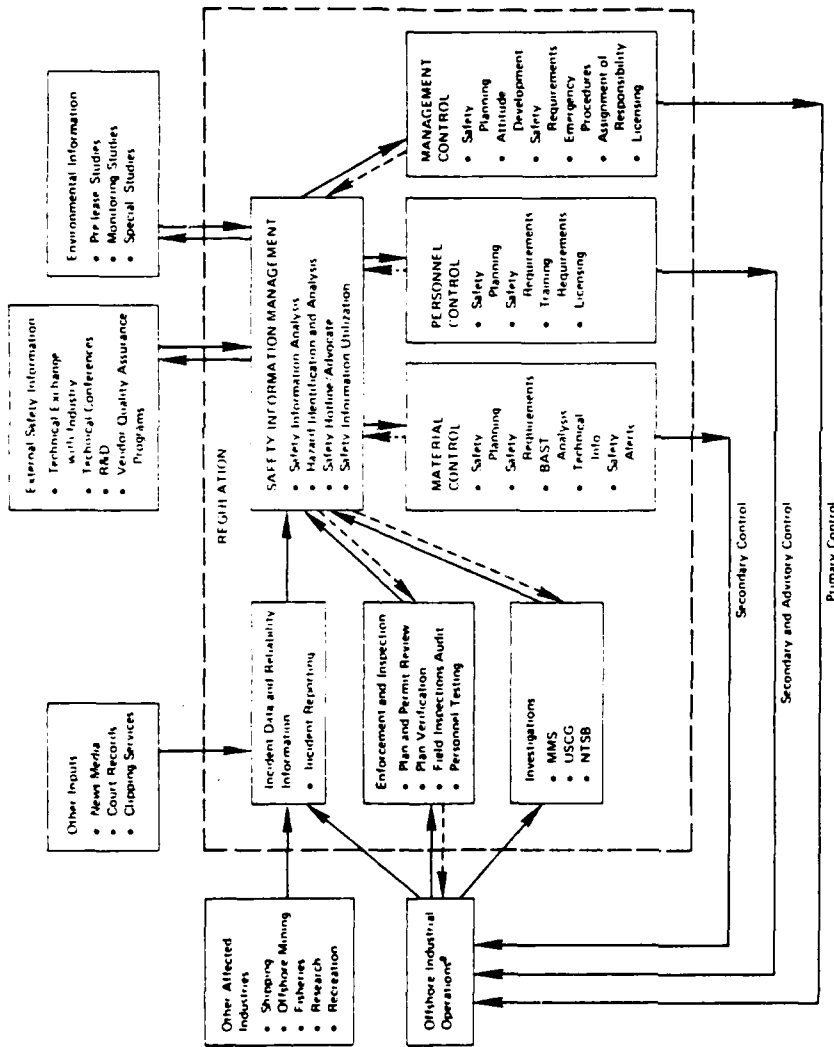 Other Inputs
• News Media
• Court Records
• Clipping Services
External Safety Information
• Technical Exchange
with Industry
• Technical Conferences
• R&D
• Vendor Quality Assurance
Programs
Environmental Information
• Prelease Studies
• Monitoring Studies
• Special Studies
REGULATION
Other Affected
Industries
• Shipping
• Offshore Mining
• Fisheries
• Research
• Recreation
Incident Data and Reliability
Information
• Incident Reporting
SAFETY INFORMATION MANAGEMENT
• Safety Information Analysis
• Hazard Identification and Analysis
• Safety Hotline/Advocate
• Safety Information Utilization
Offshore Industrial
Operationsᵃ
Enforcement and Inspection
• Plan and Permit Review
• Plan Verification
• Field Inspections Audit
• Personnel Testing
Investigations
• MMS
• USCG
• NTSB
MATERIAL
CONTROL
• Safety
Planning
• Safety
Requirements
• BAST
Analysis
• Technical
Info
• Safety
Alerts
PERSONNEL
CONTROL
• Safety
Planning
• Safety
Requirements
• Training
Requirements
• Licensing
MANAGEMENT
CONTROL
• Safety
Planning
• Attitude
Development
• Safety
Requirements
• Emergency
Procedures
• Assignment of
Responsibility
• Licensing
Secondary Control
Secondary and Advisory Control
Primary Control